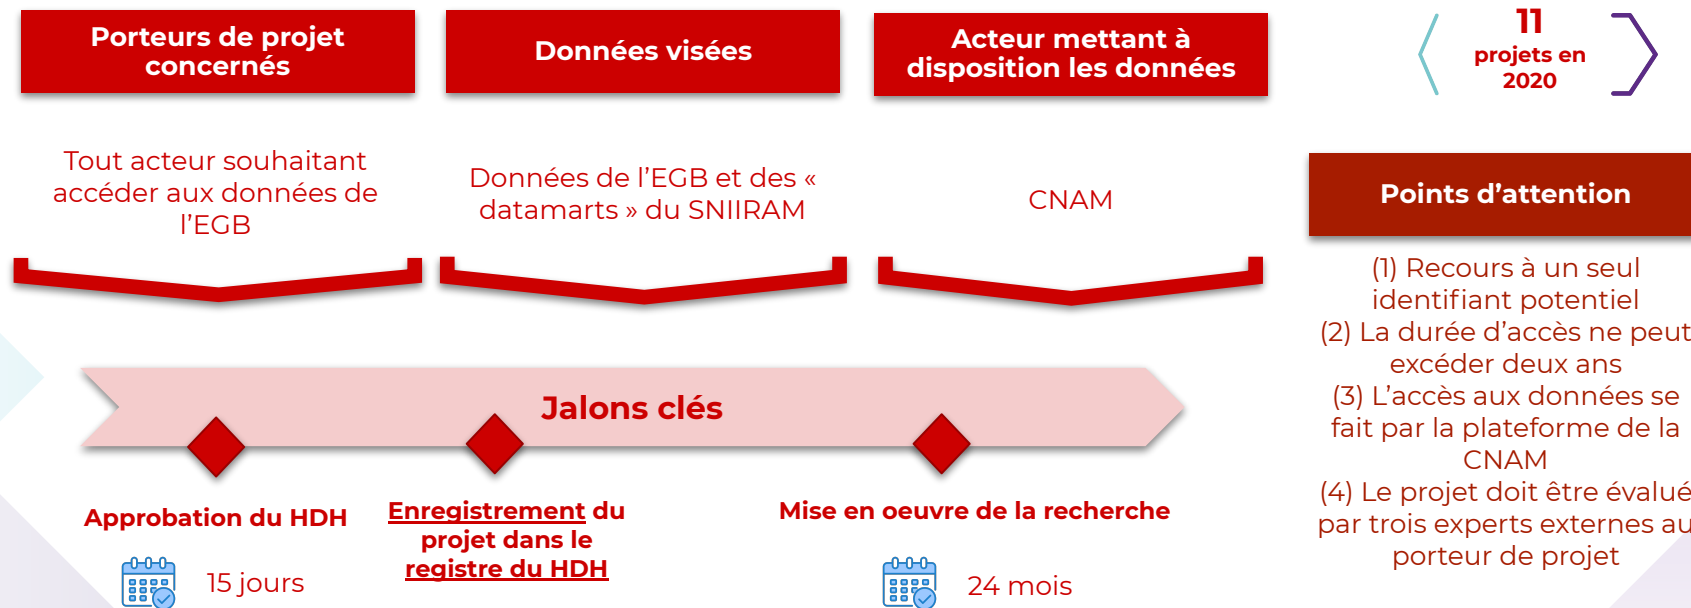 Porteurs de projet
concernés
Données visées
Acteur mettant à
disposition les données
11
projets en
2020
Tout acteur souhaitant
accéder aux données de
l’EGB
Données de l’EGB et des «
datamarts » du SNIIRAM
CNAM
Points d’attention
(1) Recours à un seul
identifiant potentiel
(2) La durée d’accès ne peut
excéder deux ans
(3) L’accès aux données se
fait par la plateforme de la
CNAM
(4) Le projet doit être évalué
par trois experts externes au
porteur de projet
Jalons clés
Approbation du HDH
15 jours
Enregistrement du
projet dans le
registre du HDH
Mise en oeuvre de la recherche
24 mois